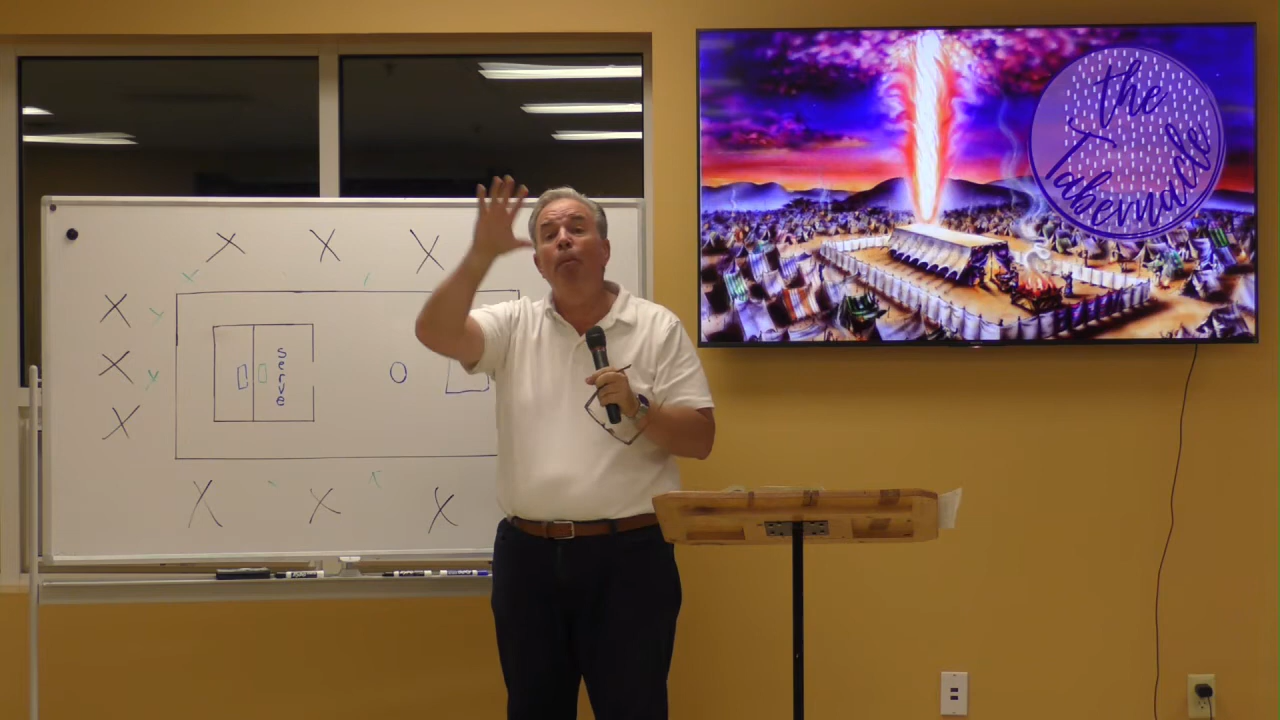 X X X
X
X
X
Serve
O
X X X
the
Tabernacle